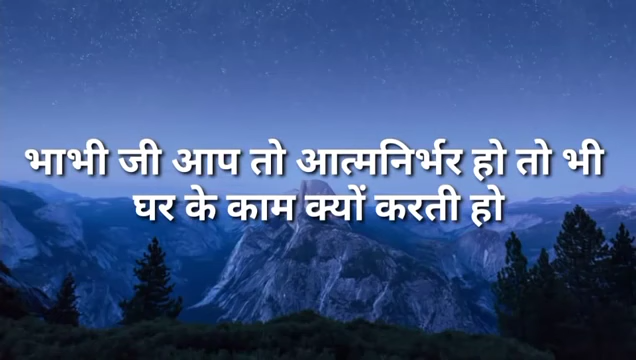 भाभी जी आप तो आत्मनिर्भर हो तो भी
घर के काम क्यों करती हो